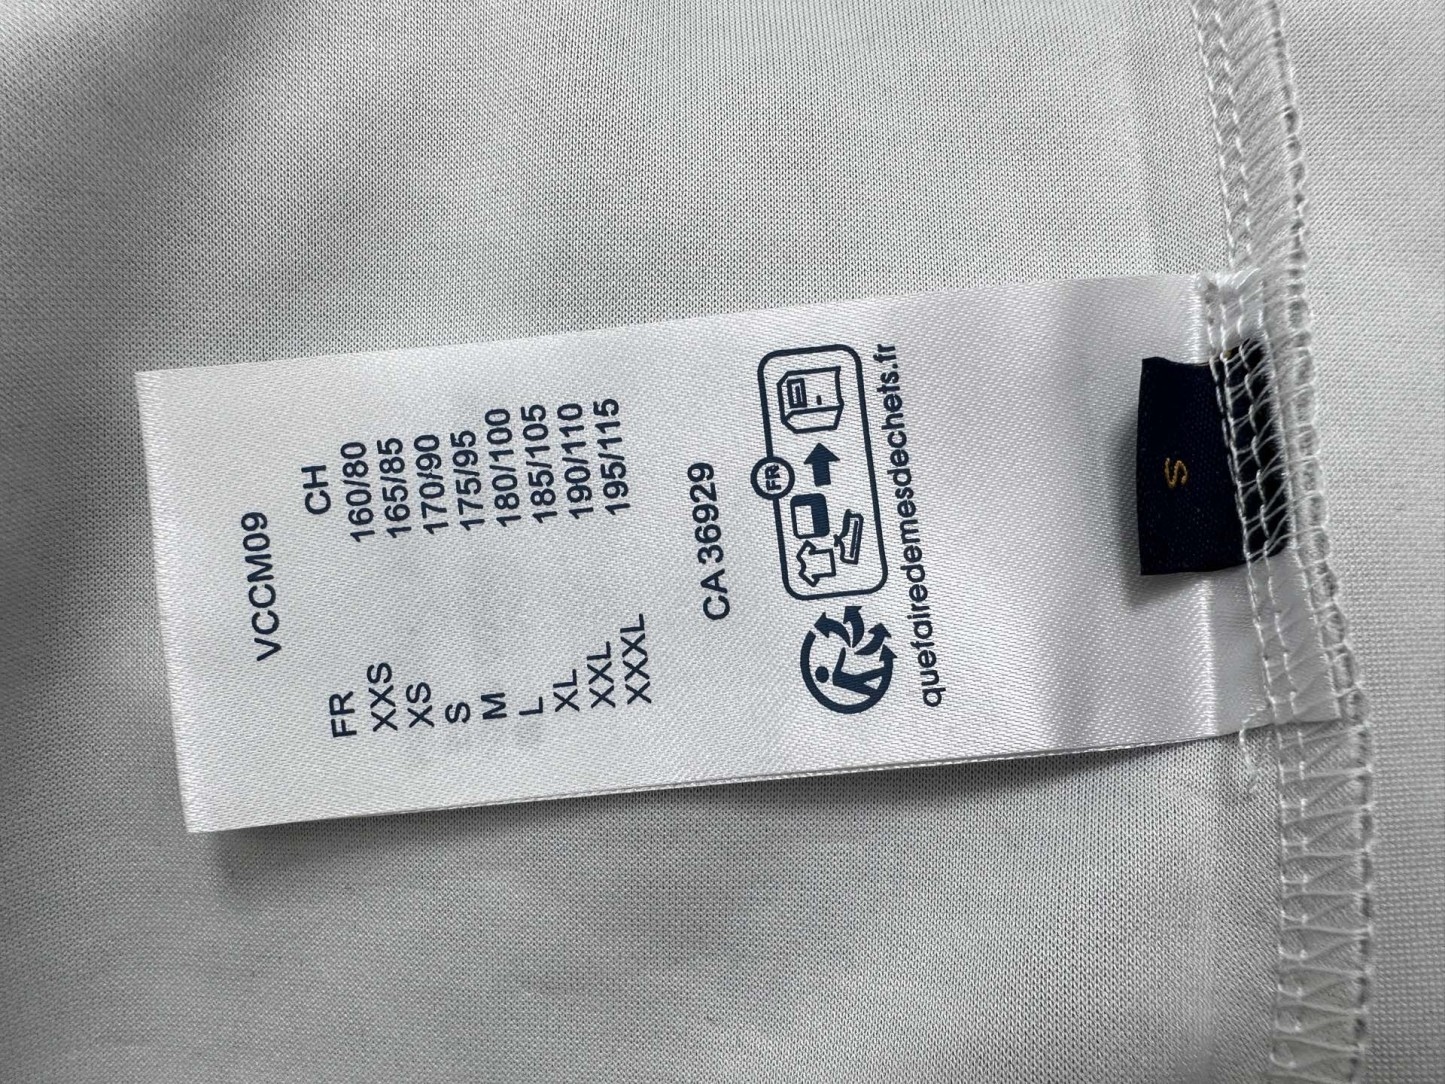 VCCM09
FR CH
XXS 160/80
XS 165/85
S 170/90
M 175/95
L 180/100
XL 185/105
XXL 190/110
XXXL 195/115
CA 36929
FR
quefairedemesdechets.fr
S